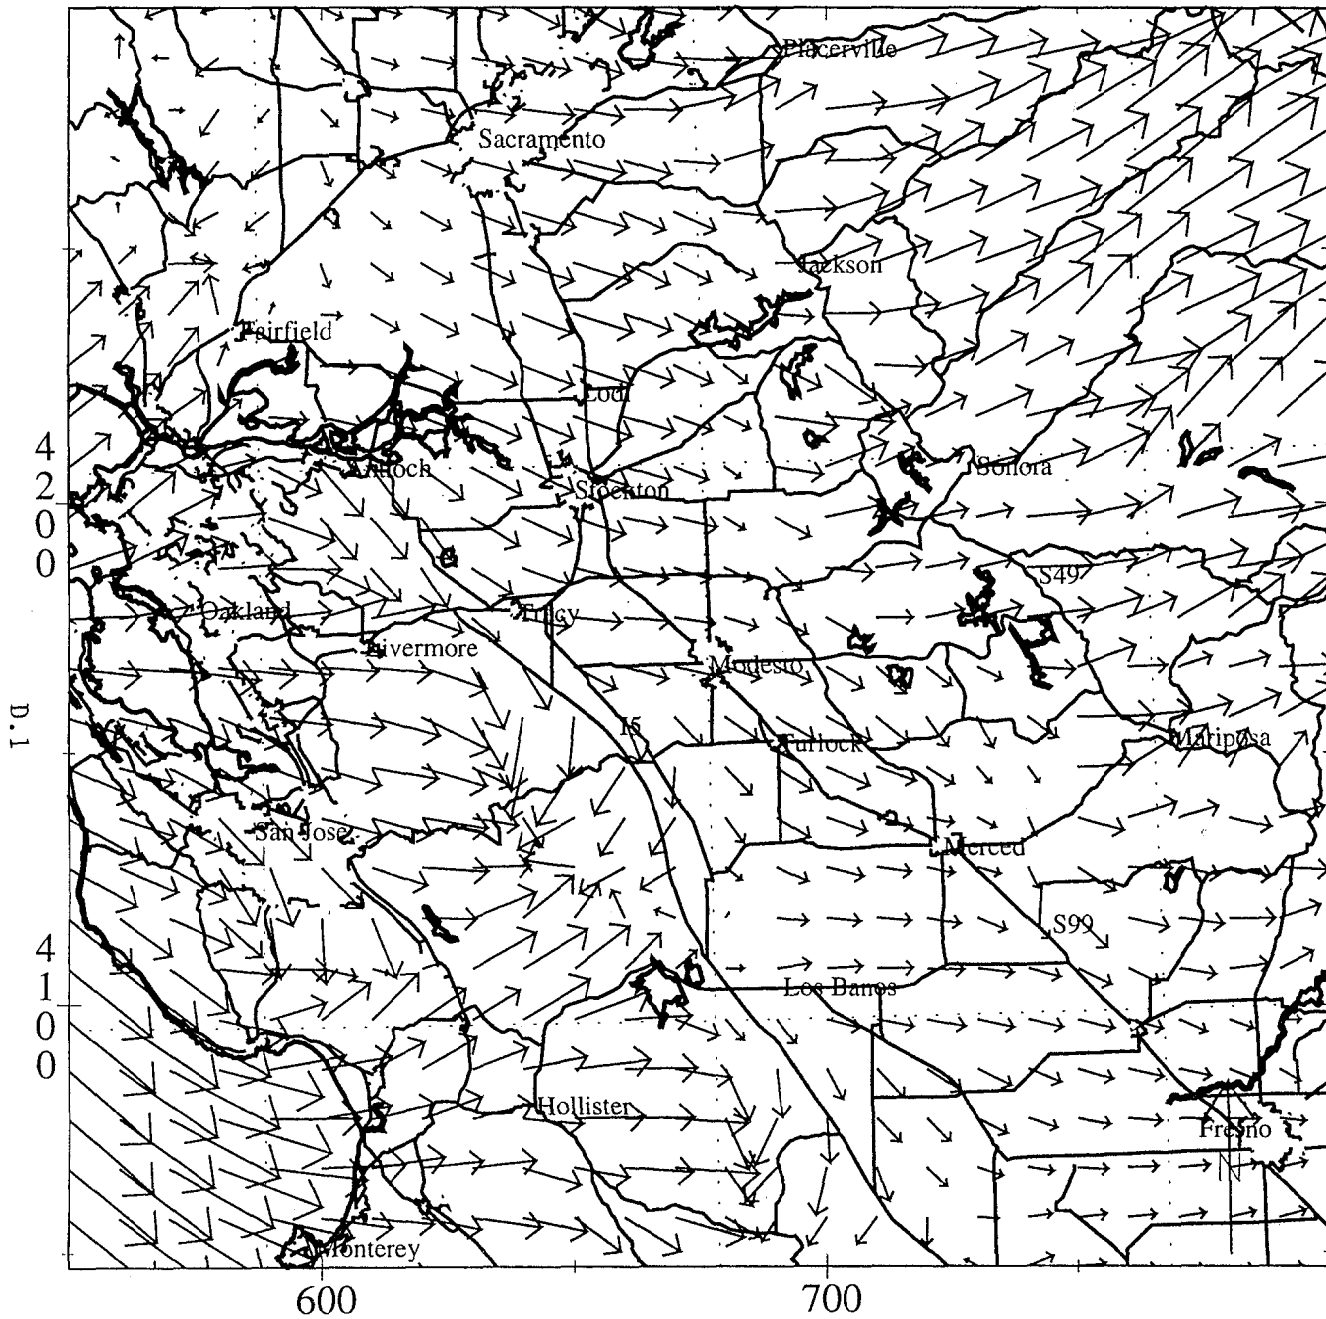 Placerville
Sacramento
Jackson
Fairfield
Lodi
Antioch
Sonora
Stockton
4200
S49
Oakland
Tracy
Livermore
Modesto
D.1
I5
Turlock
Mariposa
San Jose
Merced
S99
4100
Los Banos
Hollister
Fresno
N
Monterey
600
700